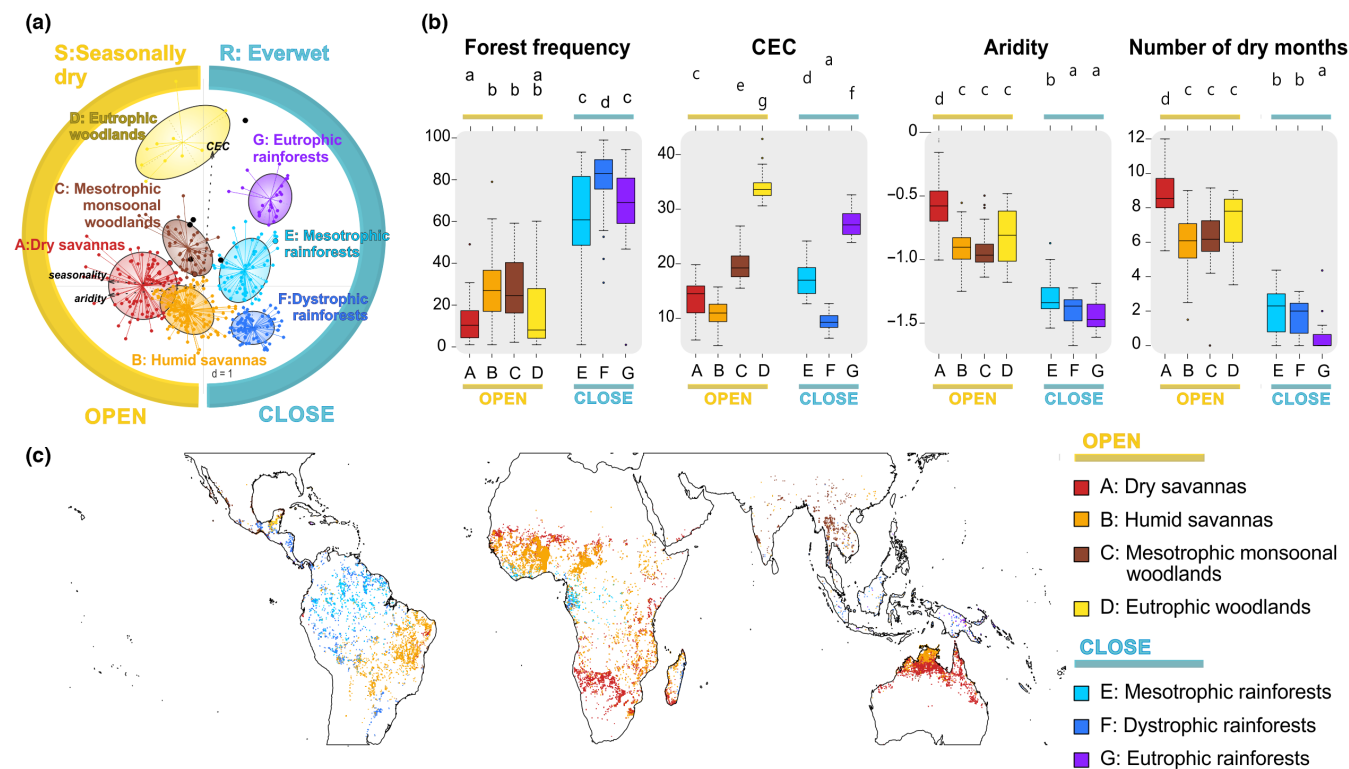 (a)
S:Seasonally
dry
R: Everwet
D: Eutrophic
woodlands
CEC
G: Eutrophic
rainforests
C: Mesotrophic
monsoonal
woodlands
A:Dry savannas
E: Mesotrophic
rainforests
seasonality
aridity
F:Dystrophic
rainforests
B: Humid savannas
d = 1
OPEN
CLOSE
(b)
Forest frequency
a
b
b
a
b
c
d
c
100
80
60
40
20
0
A
B
C
D
E
F
G
OPEN
CLOSE
CEC
c
e
g
d
a
f
40
30
20
10
A
B
C
D
E
F
G
OPEN
CLOSE
Aridity
d
c
c
c
b
a
a
0
−0.5
−1.0
−1.5
A
B
C
D
E
F
G
OPEN
CLOSE
Number of dry months
d
c
c
c
b
b
a
12
10
8
6
4
2
0
A
B
C
D
E
F
G
OPEN
CLOSE
(c)
OPEN
A: Dry savannas
B: Humid savannas
C: Mesotrophic monsoonal
woodlands
D: Eutrophic woodlands
CLOSE
E: Mesotrophic rainforests
F: Dystrophic rainforests
G: Eutrophic rainforests